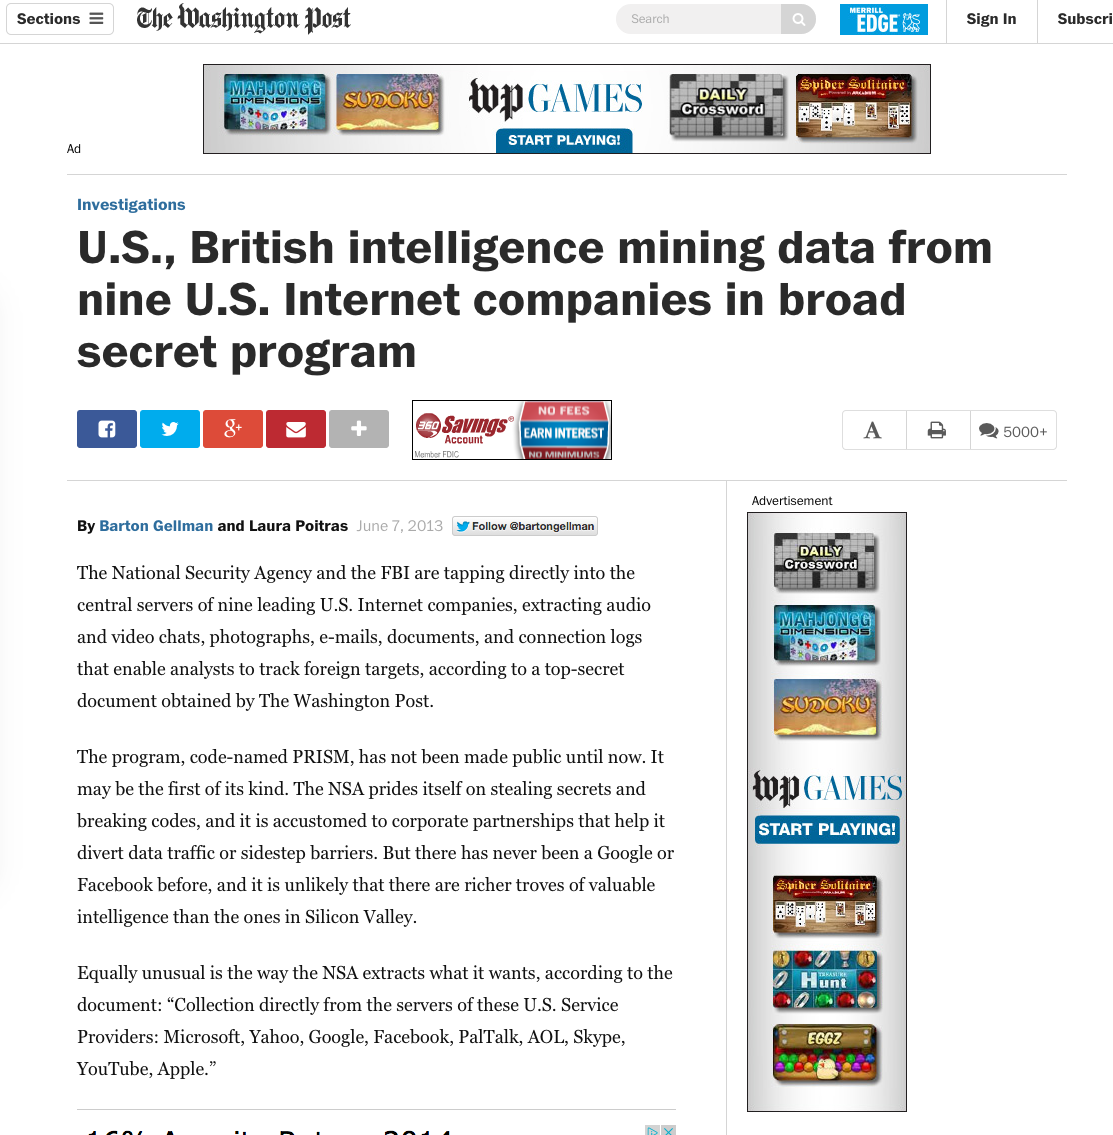 Sections
The Washington Post
Search
MERRILL
EDGE
Sign In
Subscri
MAHJONGG
DIMENSIONS
SUDOKU
wp GAMES
START PLAYING!
DAILY
Crossword
Spider Solitaire
Ad
Investigations
U.S., British intelligence mining data from
nine U.S. Internet companies in broad
secret program
360 Savings®
Account
Member FDIC
NO FEES
EARN INTEREST
NO MINIMUMS
A
5000+
By Barton Gellman and Laura Poitras June 7, 2013 Follow @bartongellman
The National Security Agency and the FBI are tapping directly into the
central servers of nine leading U.S. Internet companies, extracting audio
and video chats, photographs, e-mails, documents, and connection logs
that enable analysts to track foreign targets, according to a top-secret
document obtained by The Washington Post.
The program, code-named PRISM, has not been made public until now. It
may be the first of its kind. The NSA prides itself on stealing secrets and
breaking codes, and it is accustomed to corporate partnerships that help it
divert data traffic or sidestep barriers. But there has never been a Google or
Facebook before, and it is unlikely that there are richer troves of valuable
intelligence than the ones in Silicon Valley.
Equally unusual is the way the NSA extracts what it wants, according to the
document: “Collection directly from the servers of these U.S. Service
Providers: Microsoft, Yahoo, Google, Facebook, PalTalk, AOL, Skype,
YouTube, Apple.”
Advertisement
DAILY
Crossword
MAHJONGG
DIMENSIONS
SUDOKU
wp GAMES
START PLAYING!
Spider Solitaire
TREASURE
Hunt
EGGZ